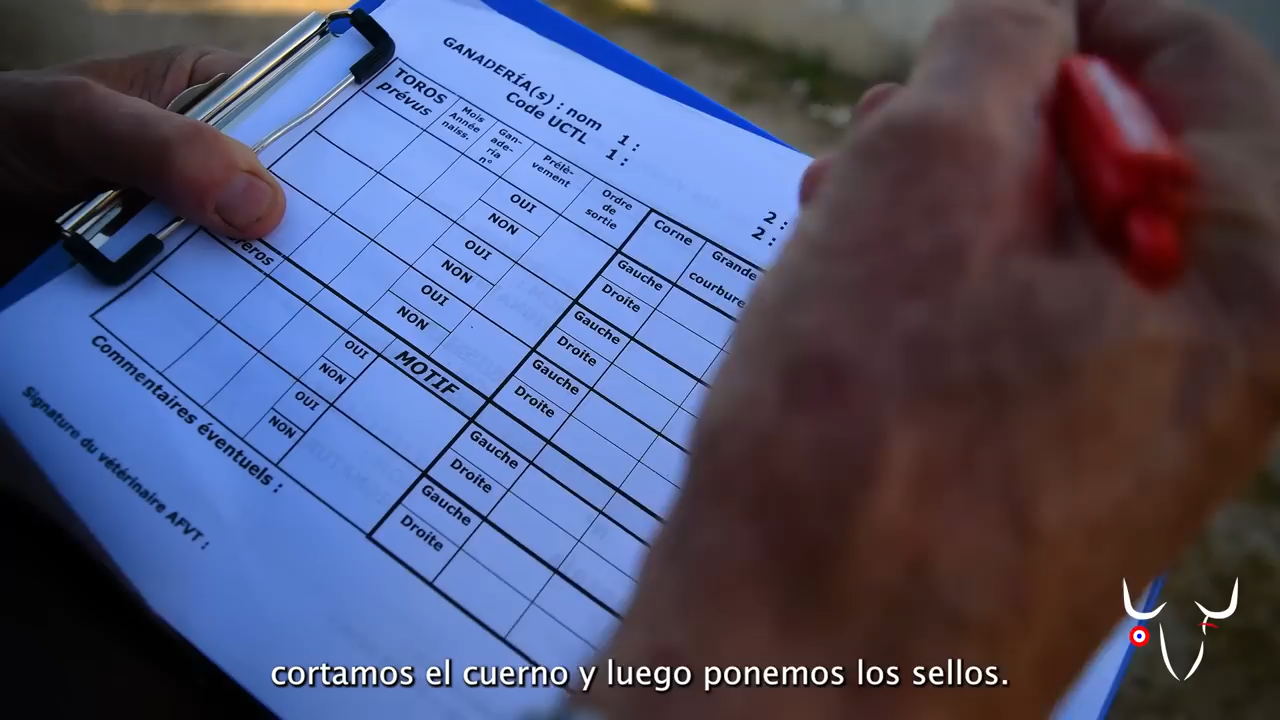 GANADERÍA(s) : nom 1 :
Code UCTL 1 :
2 :
2 :
TOROS
prévus
Mois
Année
naiss.
Gan-
ade-
ría
n°
Prélè-
vement
Ordre
de
sortie
Corne
Grande
courbure
OUI
NON
OUI
NON
OUI
NON
Gauche
Droite
Gauche
Droite
Gauche
Droite
MOTIF
OUI
NON
OUI
NON
Gauche
Droite
Gauche
Droite
Commentaires éventuels :
Signature du vétérinaire AFVT :
cortamos el cuerno y luego ponemos los sellos.